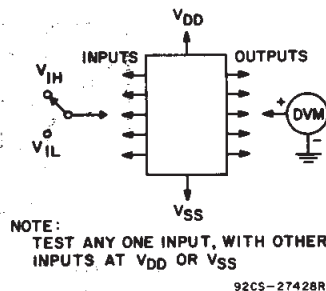 VDD
INPUTS
OUTPUTS
VIH
VIL
+
DVM
-
VSS
NOTE:
TEST ANY ONE INPUT, WITH OTHER
INPUTS AT VDD OR VSS
92CS-27428R